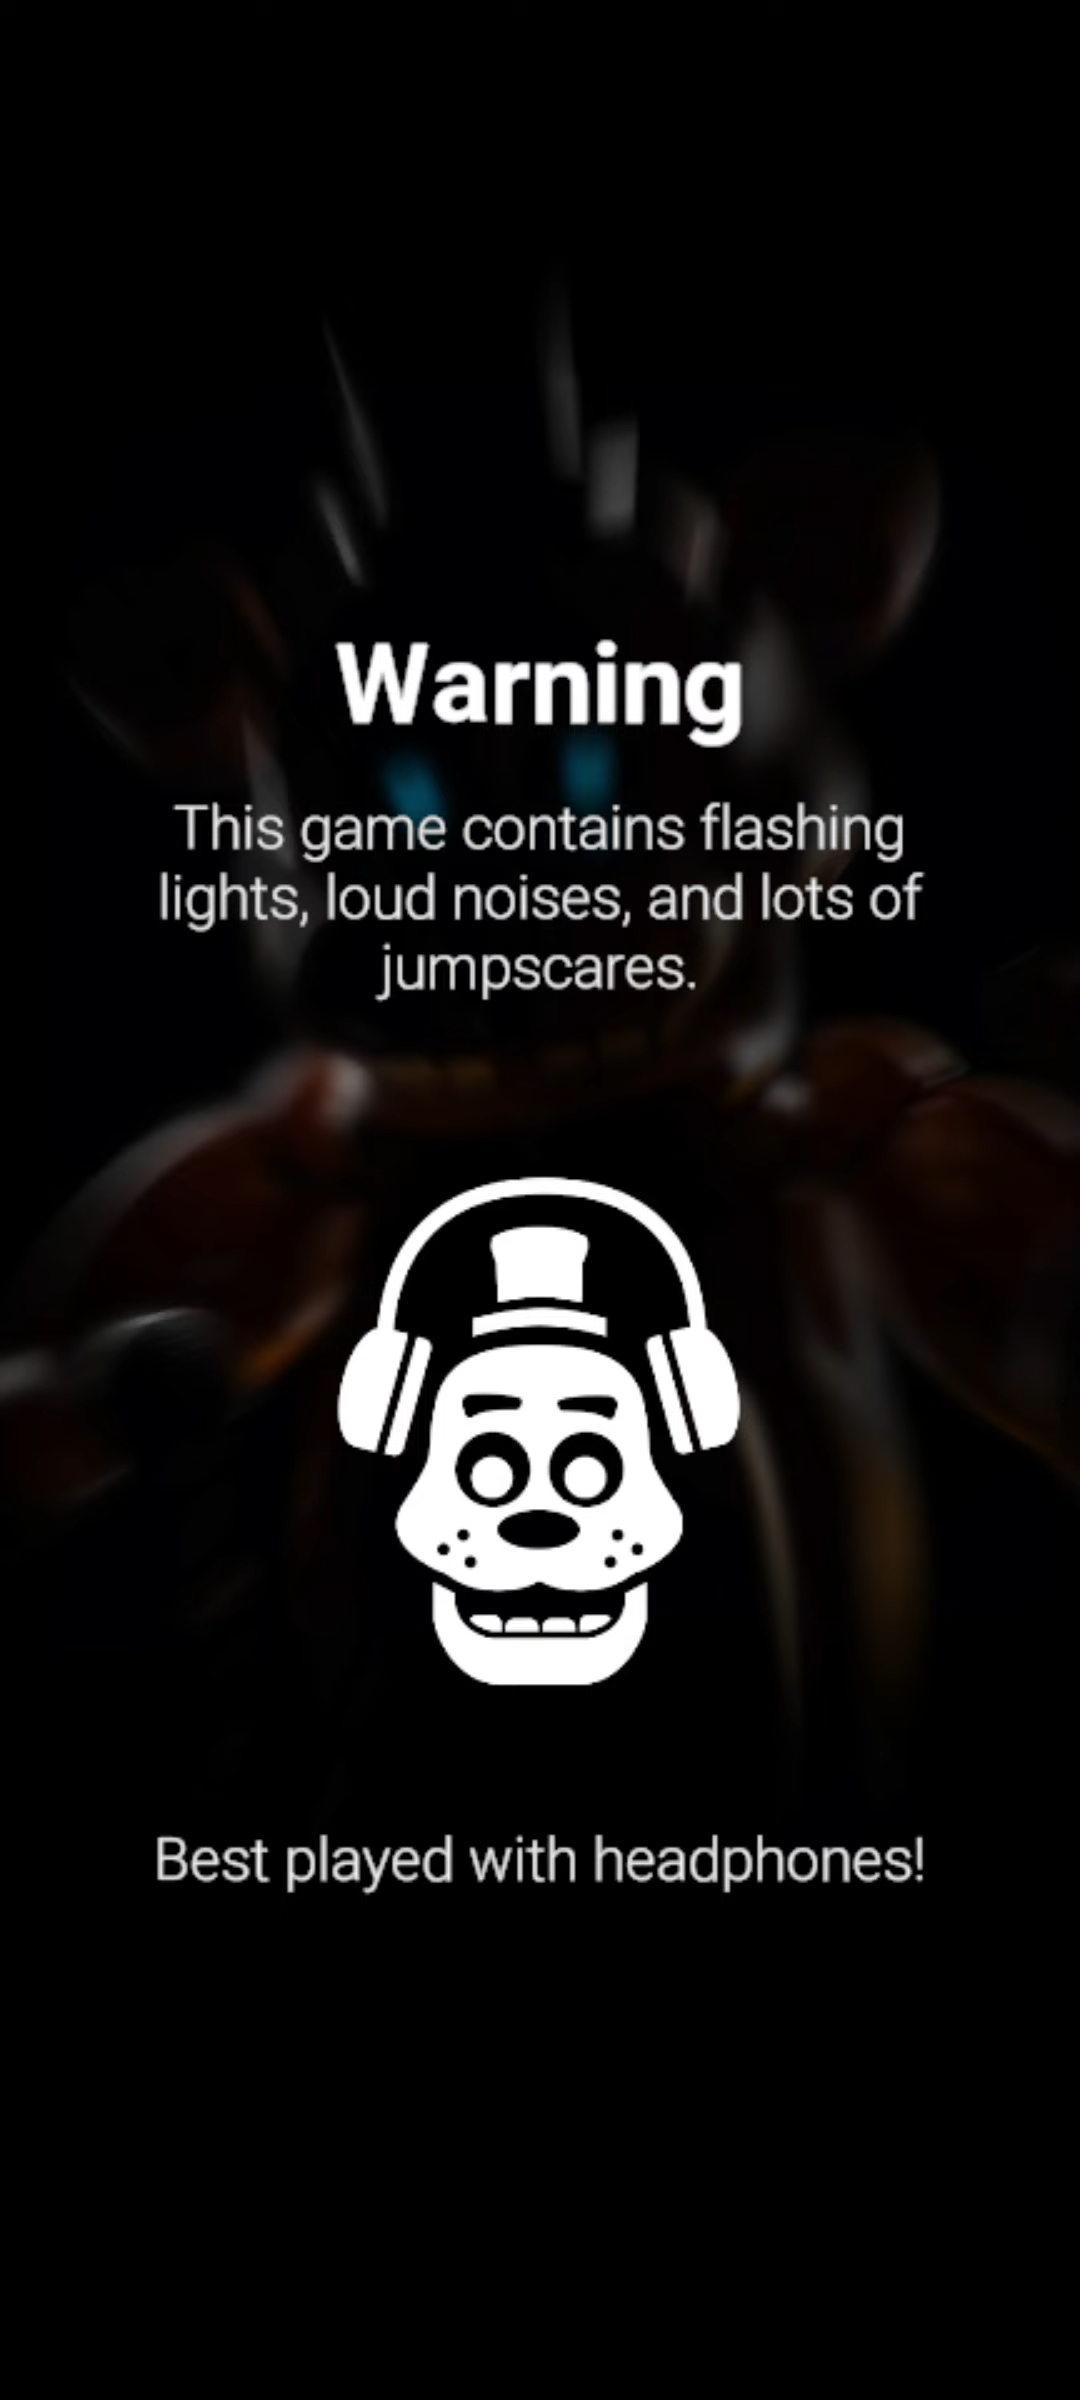 Warning
This game contains flashing
lights, loud noises, and lots of
jumpscares.
Best played with headphones!